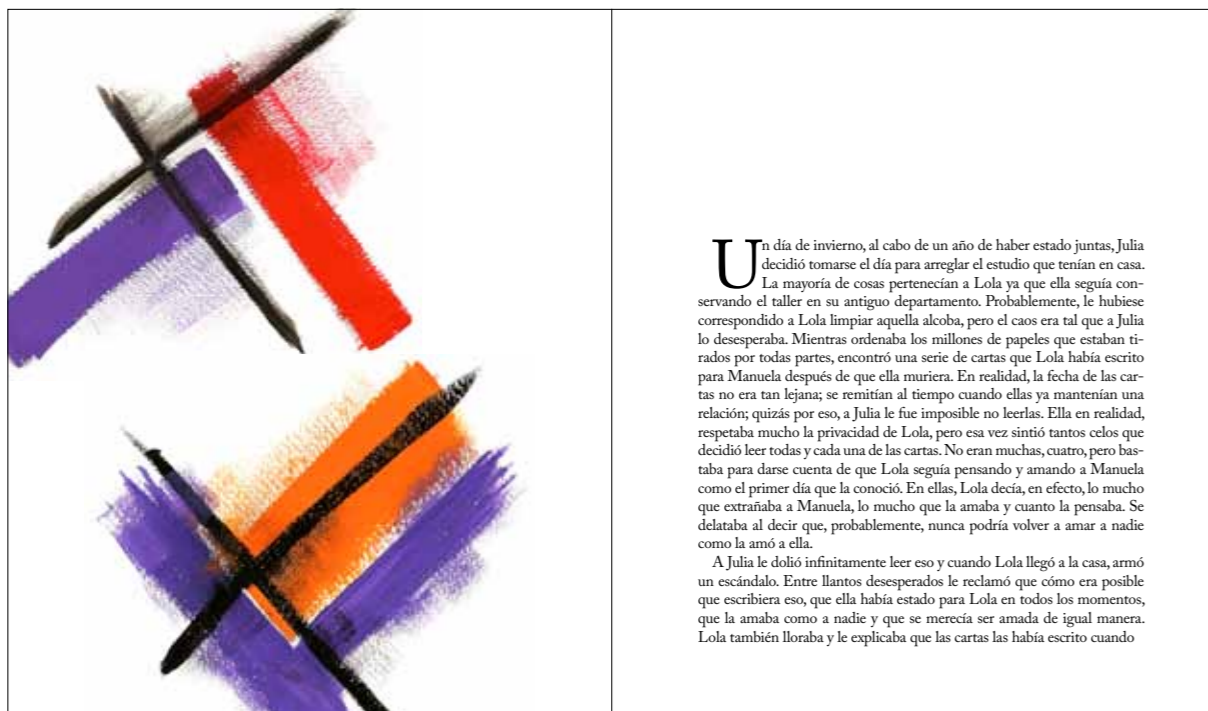 Un día de invierno, al cabo de un año de haber estado juntas, Julia
decidió tomarse el día para arreglar el estudio que tenían en casa.
La mayoría de cosas pertenecían a Lola ya que ella seguía con-
servando el taller en su antiguo departamento. Probablemente, le hubiese
correspondido a Lola limpiar aquella alcoba, pero el caos era tal que a Julia
lo desesperaba. Mientras ordenaba los millones de papeles que estaban ti-
rados por todas partes, encontró una serie de cartas que Lola había escrito
para Manuela después de que ella muriera. En realidad, la fecha de las car-
tas no era tan lejana; se remitían al tiempo cuando ellas ya mantenían una
relación; quizás por eso, a Julia le fue imposible no leerlas. Ella en realidad,
respetaba mucho la privacidad de Lola, pero esa vez sintió tantos celos que
decidió leer todas y cada una de las cartas. No eran muchas, cuatro, pero bas-
taba para darse cuenta de que Lola seguía pensando y amando a Manuela
como el primer día que la conoció. En ellas, Lola decía, en efecto, lo mucho
que extrañaba a Manuela, lo mucho que la amaba y cuanto la pensaba. Se
delataba al decir que, probablemente, nunca podría volver a amar a nadie
como la amó a ella.
A Julia le dolió infinitamente leer eso y cuando Lola llegó a la casa, armó
un escándalo. Entre llantos desesperados le reclamó que cómo era posible
que escribiera eso, que ella había estado para Lola en todos los momentos,
que la amaba como a nadie y que se merecía ser amada de igual manera.
Lola también lloraba y le explicaba que las cartas las había escrito cuando